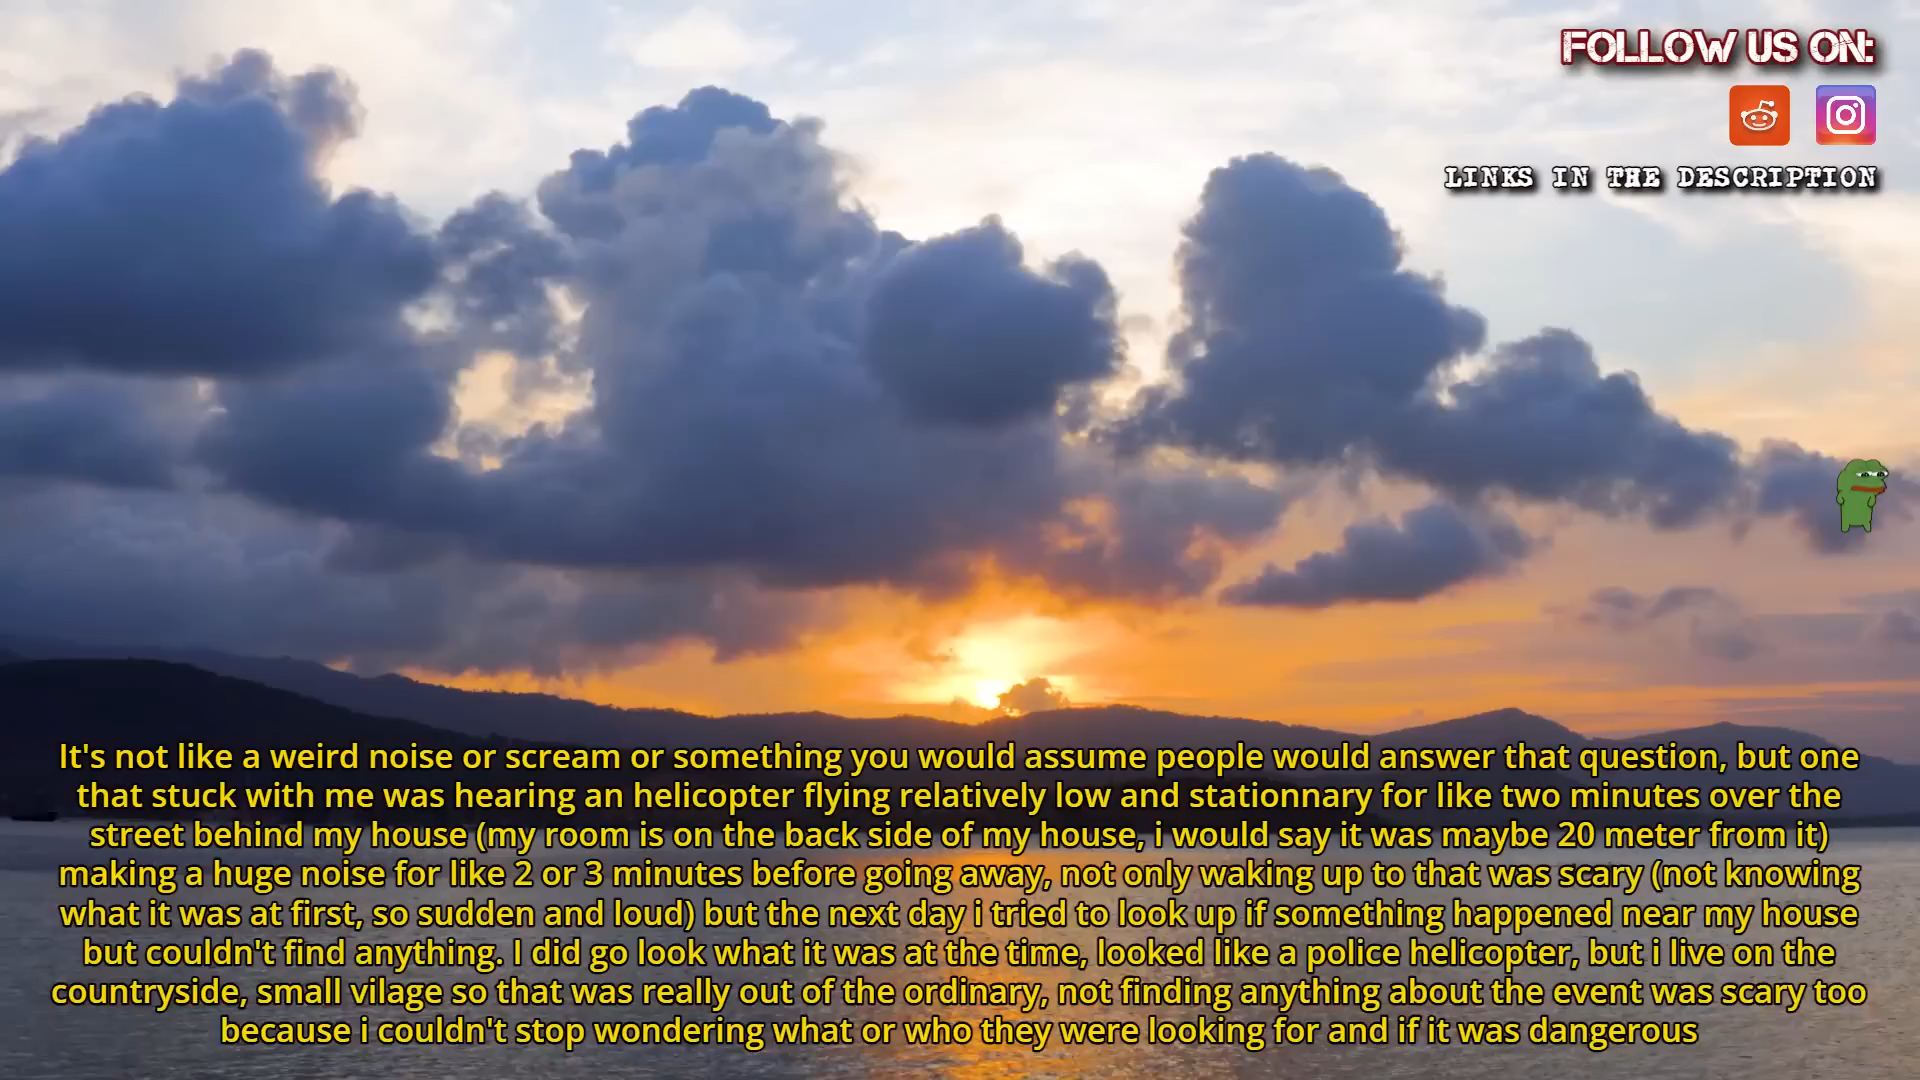 FOLLOW US ON:
LINKS IN THE DESCRIPTION
It's not like a weird noise or scream or something you would assume people would answer that question, but one
that stuck with me was hearing an helicopter flying relatively low and stationnary for like two minutes over the
street behind my house (my room is on the back side of my house, i would say it was maybe 20 meter from it)
making a huge noise for like 2 or 3 minutes before going away, not only waking up to that was scary (not knowing
what it was at first, so sudden and loud) but the next day i tried to look up if something happened near my house
but couldn't find anything. I did go look what it was at the time, looked like a police helicopter, but i live on the
countryside, small vilage so that was really out of the ordinary, not finding anything about the event was scary too
because i couldn't stop wondering what or who they were looking for and if it was dangerous